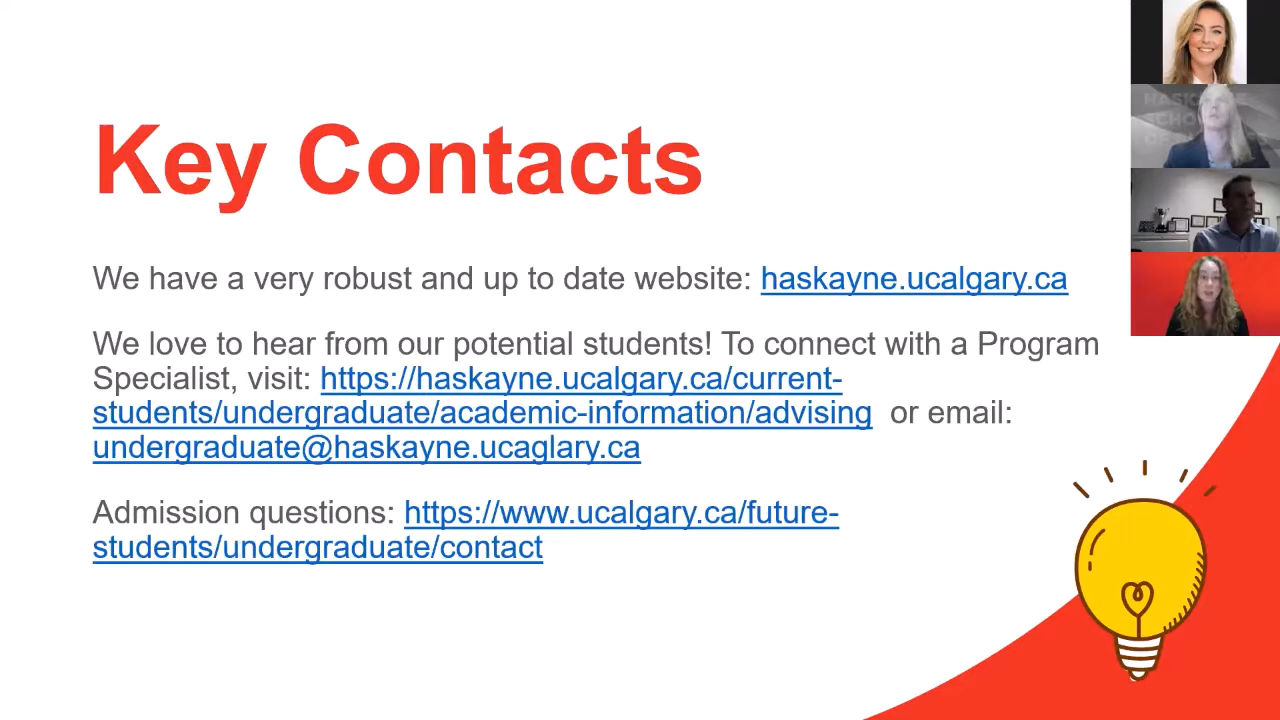 Key Contacts
We have a very robust and up to date website: haskayne.ucalgary.ca
We love to hear from our potential students! To connect with a Program
Specialist, visit: https://haskayne.ucalgary.ca/current-
students/undergraduate/academic-information/advising or email:
undergraduate@haskayne.ucaglary.ca
Admission questions: https://www.ucalgary.ca/future-
students/undergraduate/contact